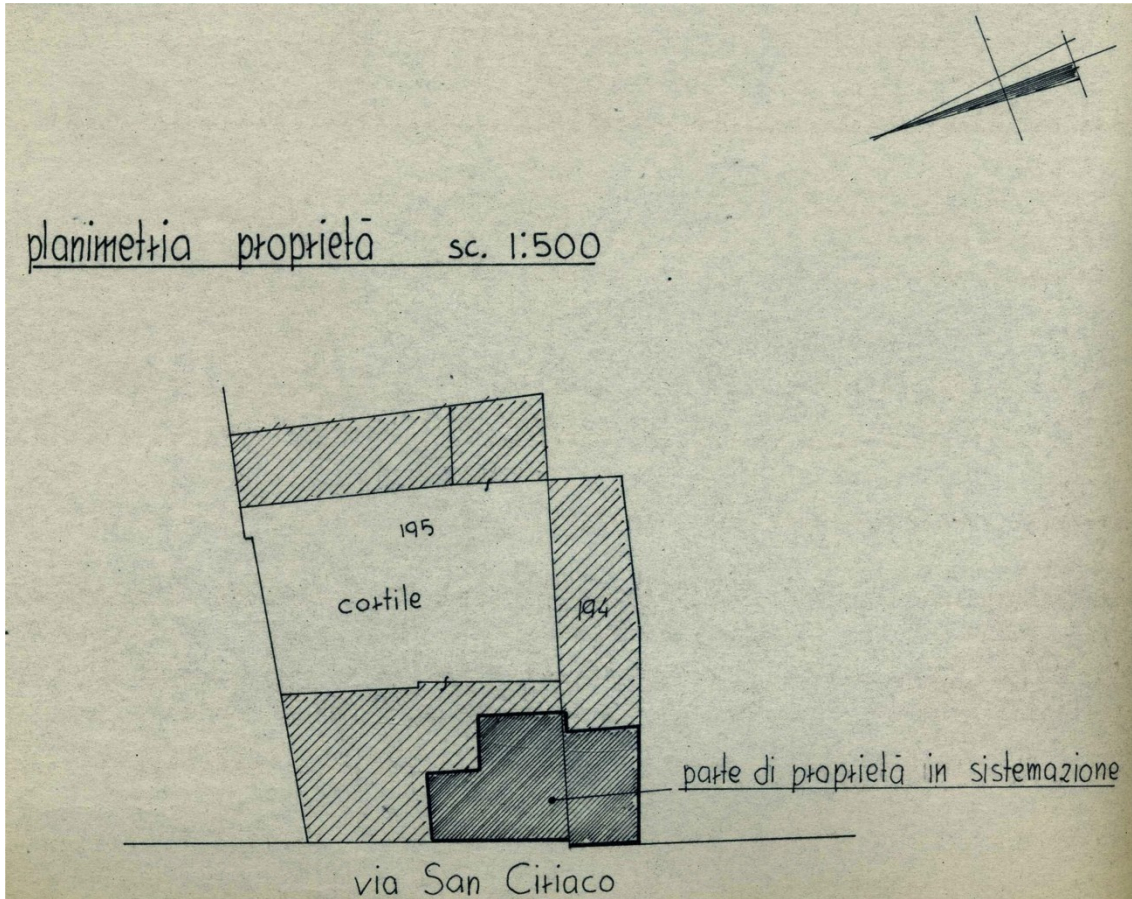 planimetria proprietà sc. 1:500
195
cortile
194
parte di proprietà in sistemazione
via San Ciriaco